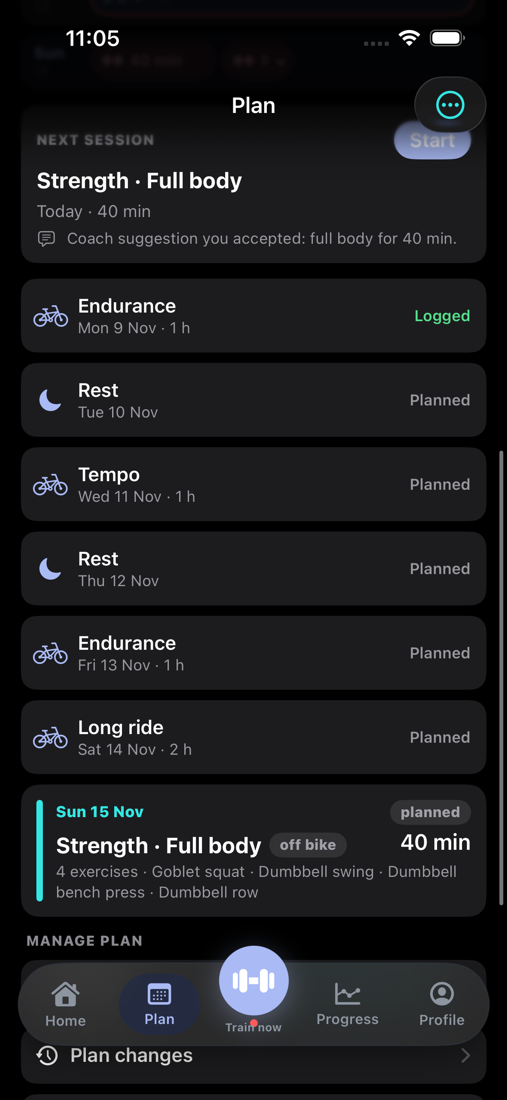 11:05
Plan
NEXT SESSION
Start
Strength · Full body
Today · 40 min
Coach suggestion you accepted: full body for 40 min.
Endurance
Mon 9 Nov · 1 h
Logged
Rest
Tue 10 Nov
Planned
Tempo
Wed 11 Nov · 1 h
Planned
Rest
Thu 12 Nov
Planned
Endurance
Fri 13 Nov · 1 h
Planned
Long ride
Sat 14 Nov · 2 h
Planned
Sun 15 Nov
planned
Strength · Full body
off bike
40 min
4 exercises · Goblet squat · Dumbbell swing · Dumbbell
bench press · Dumbbell row
MANAGE PLAN
Home
Plan
Train now
Progress
Profile
Plan changes